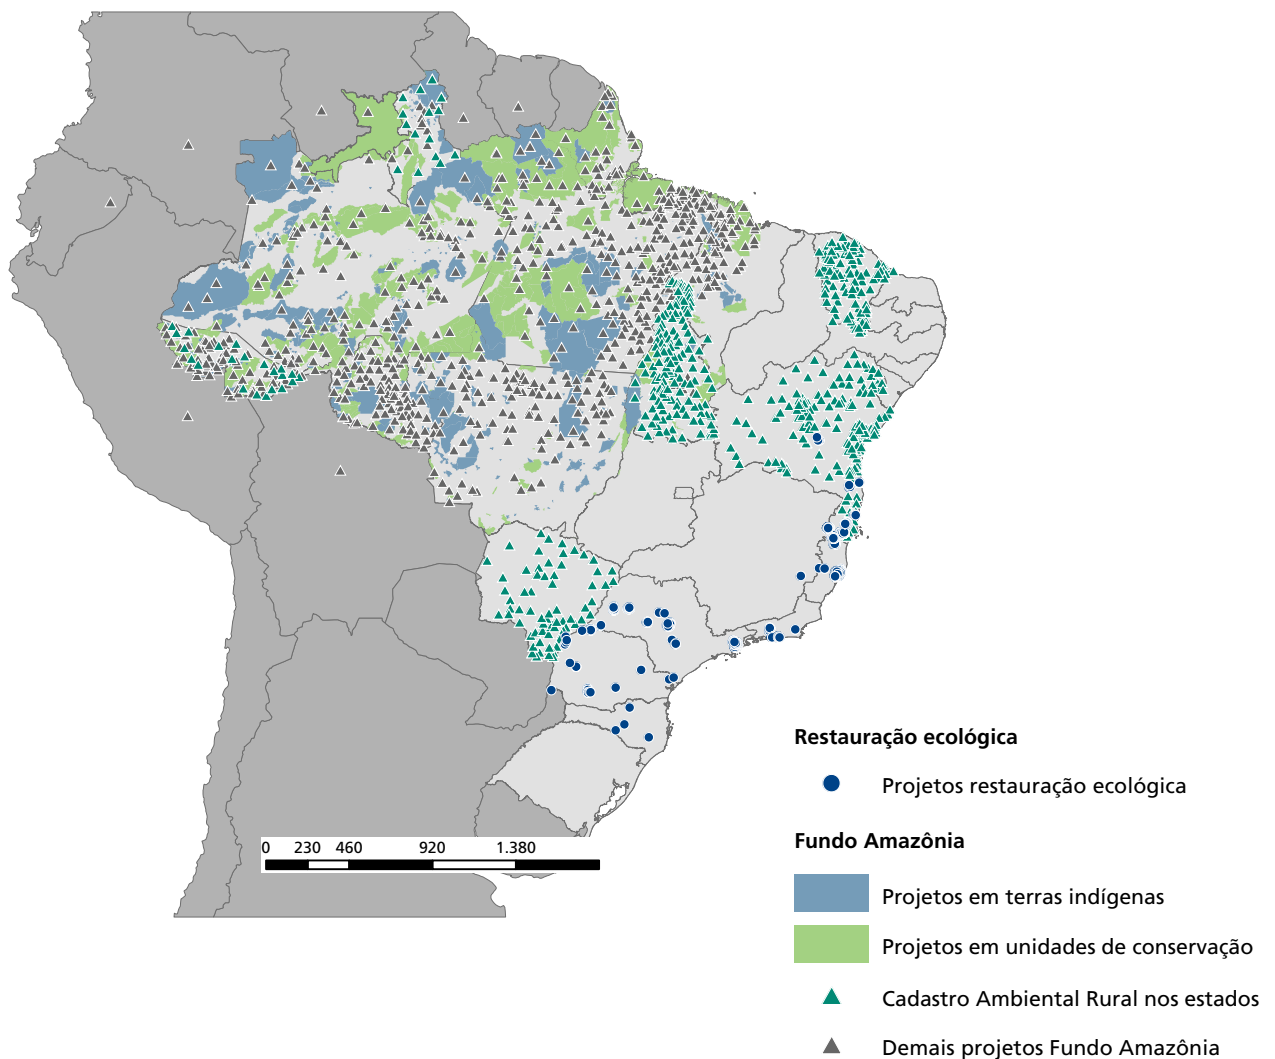 0 230 460 920 1.380
Restauração ecológica
Projetos restauração ecológica
Fundo Amazônia
Projetos em terras indígenas
Projetos em unidades de conservação
Cadastro Ambiental Rural nos estados
Demais projetos Fundo Amazônia